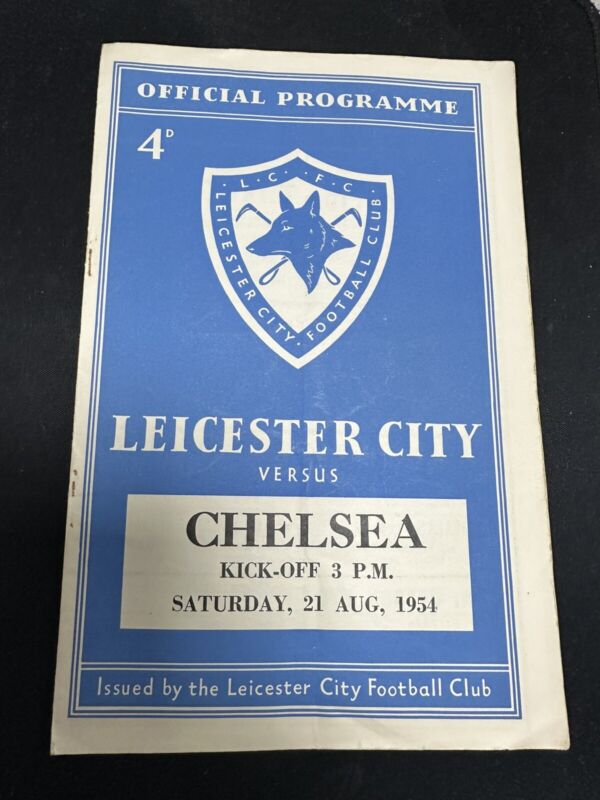 OFFICIAL PROGRAMME
4D
· L · C · F · C ·
LEICESTER CITY · FOOTBALL CLUB
LEICESTER CITY
VERSUS
CHELSEA
KICK-OFF 3 P.M.
SATURDAY, 21 AUG, 1954
Issued by the Leicester City Football Club